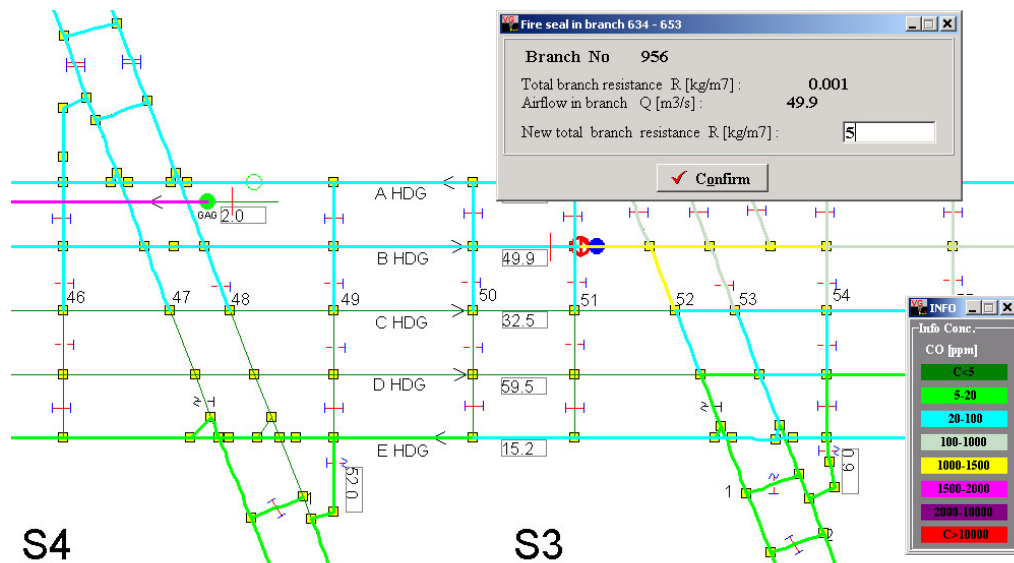 Fire seal in branch 634 - 653
Branch No 956
Total branch resistance R [kg/m7] : 0.001
Airflow in branch Q [m3/s] : 49.9
New total branch resistance R [kg/m7] : 5
Confirm
A HDG
GAG 2.0
B HDG 49.9
46 47 48 49 50 51 52 53 54
C HDG 32.5
D HDG 59.5
E HDG 15.2
52.0
1
1
2
S4
S3
INFO
Info Conc.
CO [ppm]
C<5
5-20
20-100
100-1000
1000-1500
1500-2000
2000-10000
C>10000